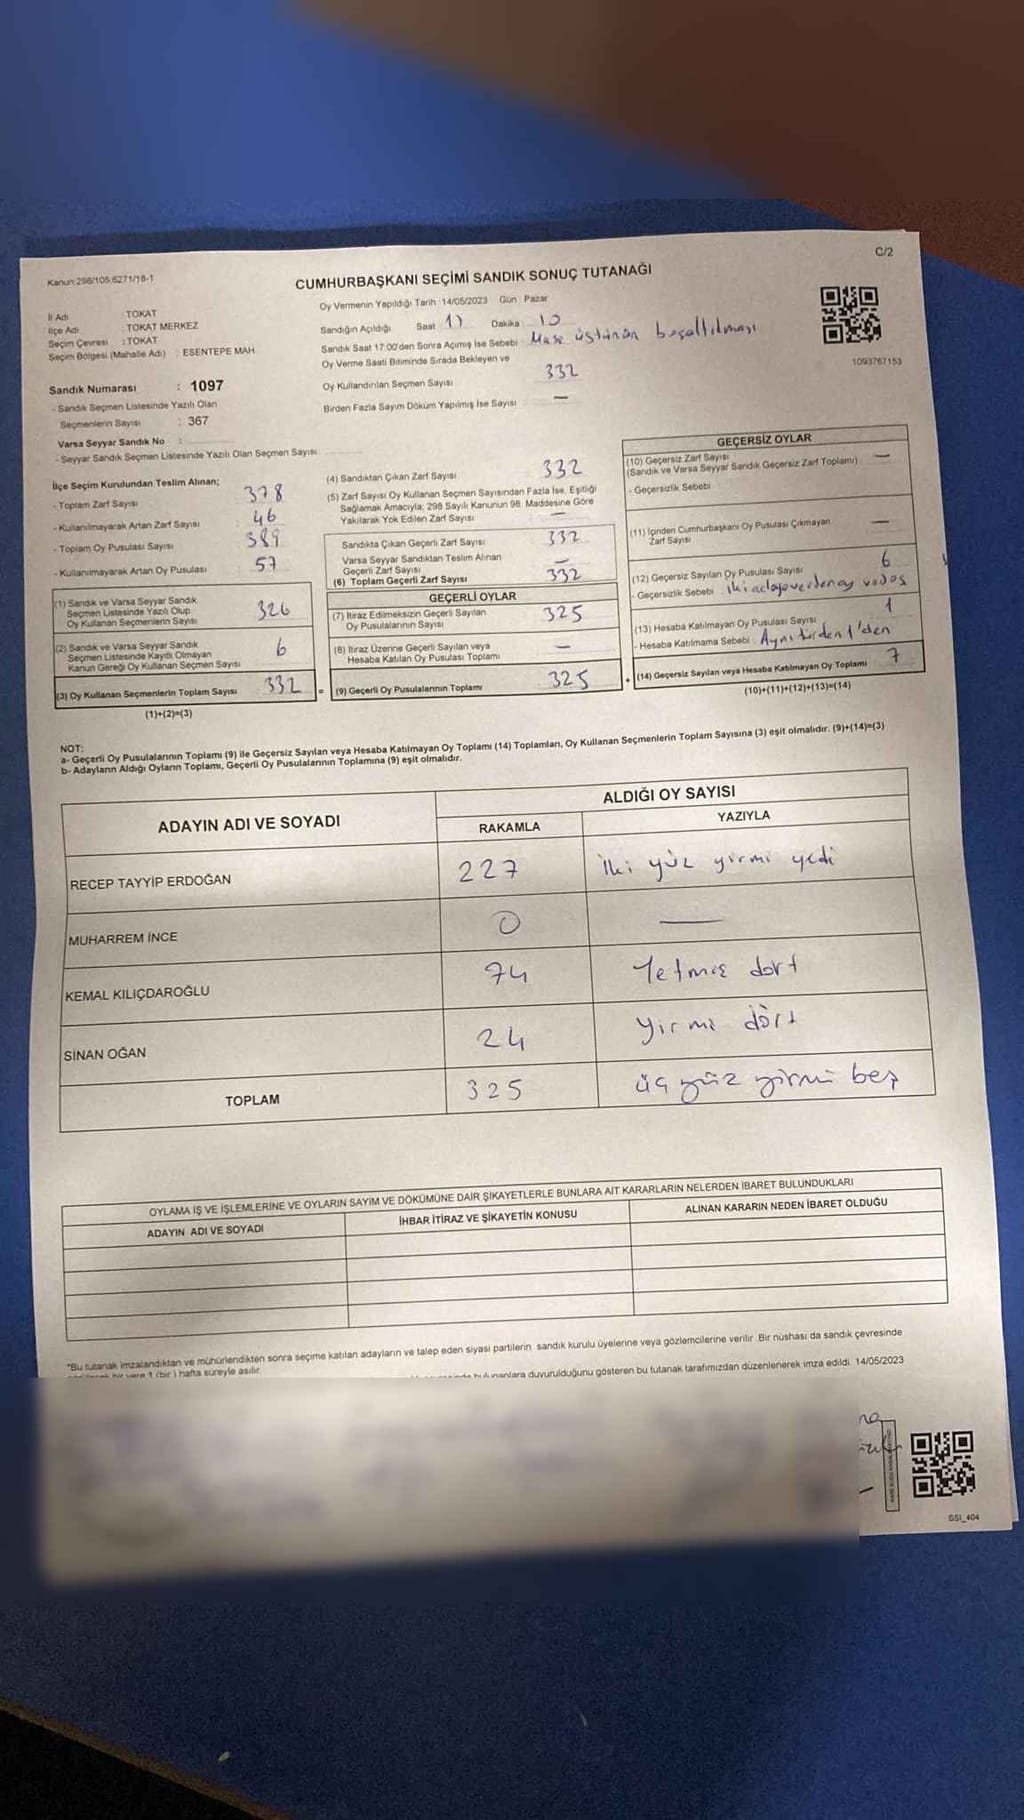 C/2
Kanun:298/105.6271/16-1
CUMHURBAŞKANI SEÇİMİ SANDIK SONUÇ TUTANAĞI
İl Adı : TOKAT
İlçe Adı : TOKAT MERKEZ
Seçim Çevresi : TOKAT
Seçim Bölgesi (Mahalle Adı) : ESENTEPE MAH.
Oy Vermenin Yapıldığı Tarih : 14/05/2023 Gün : Pazar
Sandığın Açıldığı Saat 17 Dakika : 10
Sandık Saat 17:00'den Sonra Açımış İse Sebebi : Masa üstünün boşaltılması
Oy Verme Saati Bitiminde Sırada Bekleyen ve
Oy Kullandırılan Seçmen Sayısı 332
Birden Fazla Sayım Döküm Yapılmış İse Sayısı —
1093767153
Sandık Numarası : 1097
- Sandık Seçmen Listesinde Yazılı Olan
Seçmenlerin Sayısı : 367
Varsa Seyyar Sandık No :
- Seyyar Sandık Seçmen Listesinde Yazılı Olan Seçmen Sayısı
İlçe Seçim Kurulundan Teslim Alınan;
- Toplam Zarf Sayısı 378
- Kullanılmayarak Artan Zarf Sayısı 46
- Toplam Oy Pusulası Sayısı 389
- Kullanılmayarak Artan Oy Pusulası 57
(1) Sandık ve Varsa Seyyar Sandık
Seçmen Listesinde Yazılı Olup
Oy Kullanan Seçmenlerin Sayısı 326
(2) Sandık ve Varsa Seyyar Sandık
Seçmen Listesinde Kayıtlı Olmayan
Kanun Gereği Oy Kullanan Seçmen Sayısı 6
(3) Oy Kullanan Seçmenlerin Toplam Sayısı 332
(1)+(2)=(3)
(4) Sandıktan Çıkan Zarf Sayısı 332
(5) Zarf Sayısı Oy Kullanan Seçmen Sayısından Fazla İse, Eşitliği
Sağlamak Amacıyla; 298 Sayılı Kanunun 98. Maddesine Göre
Yakılarak Yok Edilen Zarf Sayısı —
Sandıkta Çıkan Geçerli Zarf Sayısı 332
Varsa Seyyar Sandıktan Teslim Alınan
Geçerli Zarf Sayısı —
(6) Toplam Geçerli Zarf Sayısı 332
GEÇERLİ OYLAR
(7) İtiraz Edilmeksizin Geçerli Sayılan
Oy Pusulalarının Sayısı 325
(8) İtiraz Üzerine Geçerli Sayılan veya
Hesaba Katılan Oy Pusulası Toplamı —
= (9) Geçerli Oy Pusulalarının Toplamı 325
GEÇERSİZ OYLAR
(10) Geçersiz Zarf Sayısı —
(Sandık ve Varsa Seyyar Sandık Geçersiz Zarf Toplamı)
- Geçersizlik Sebebi
(11) İçinden Cumhurbaşkanı Oy Pusulası Çıkmayan
Zarf Sayısı —
(12) Geçersiz Sayılan Oy Pusulası Sayısı 6
- Geçersizlik Sebebi : iki
(13) Hesaba Katılmayan Oy Pusulası Sayısı 1
- Hesaba Katılmama Sebebi : Aynı türden 1'den
+ (14) Geçersiz Sayılan veya Hesaba Katılmayan Oy Toplamı 7
(10)+(11)+(12)+(13)=(14)
NOT:
a- Geçerli Oy Pusulalarının Toplamı (9) ile Geçersiz Sayılan veya Hesaba Katılmayan Oy Toplamı (14) Toplamları, Oy Kullanan Seçmenlerin Toplam Sayısına (3) eşit olmalıdır. (9)+(14)=(3)
b- Adayların Aldığı Oyların Toplamı, Geçerli Oy Pusulalarının Toplamına (9) eşit olmalıdır.
ADAYIN ADI VE SOYADI
ALDIĞI OY SAYISI
RAKAMLA YAZIYLA
RECEP TAYYİP ERDOĞAN 227 iki yüz yirmi yedi
MUHARREM İNCE 0 —
KEMAL KILIÇDAROĞLU 74 Yetmiş dört
SİNAN OĞAN 24 yirmi dört
TOPLAM 325 üç yüz yirmi beş
OYLAMA İŞ VE İŞLEMLERİNE VE OYLARIN SAYIM VE DÖKÜMÜNE DAİR ŞİKAYETLERLE BUNLARA AİT KARARLARIN NELERDEN İBARET BULUNDUKLARI
ADAYIN ADI VE SOYADI İHBAR İTİRAZ VE ŞİKAYETİN KONUSU ALINAN KARARIN NEDEN İBARET OLDUĞU
*Bu tutanak imzalandıktan ve mühürlendikten sonra seçime katılan adayların ve talep eden siyasi partilerin sandık kurulu üyelerine veya gözlemcilerine verilir. Bir nüshası da sandık çevresinde
bir yere 1 (bir) hafta süreyle asılır.
bulunanlara duyurulduğunu gösteren bu tutanak tarafımızdan düzenlenerek imza edildi. 14/05/2023
SSI_404